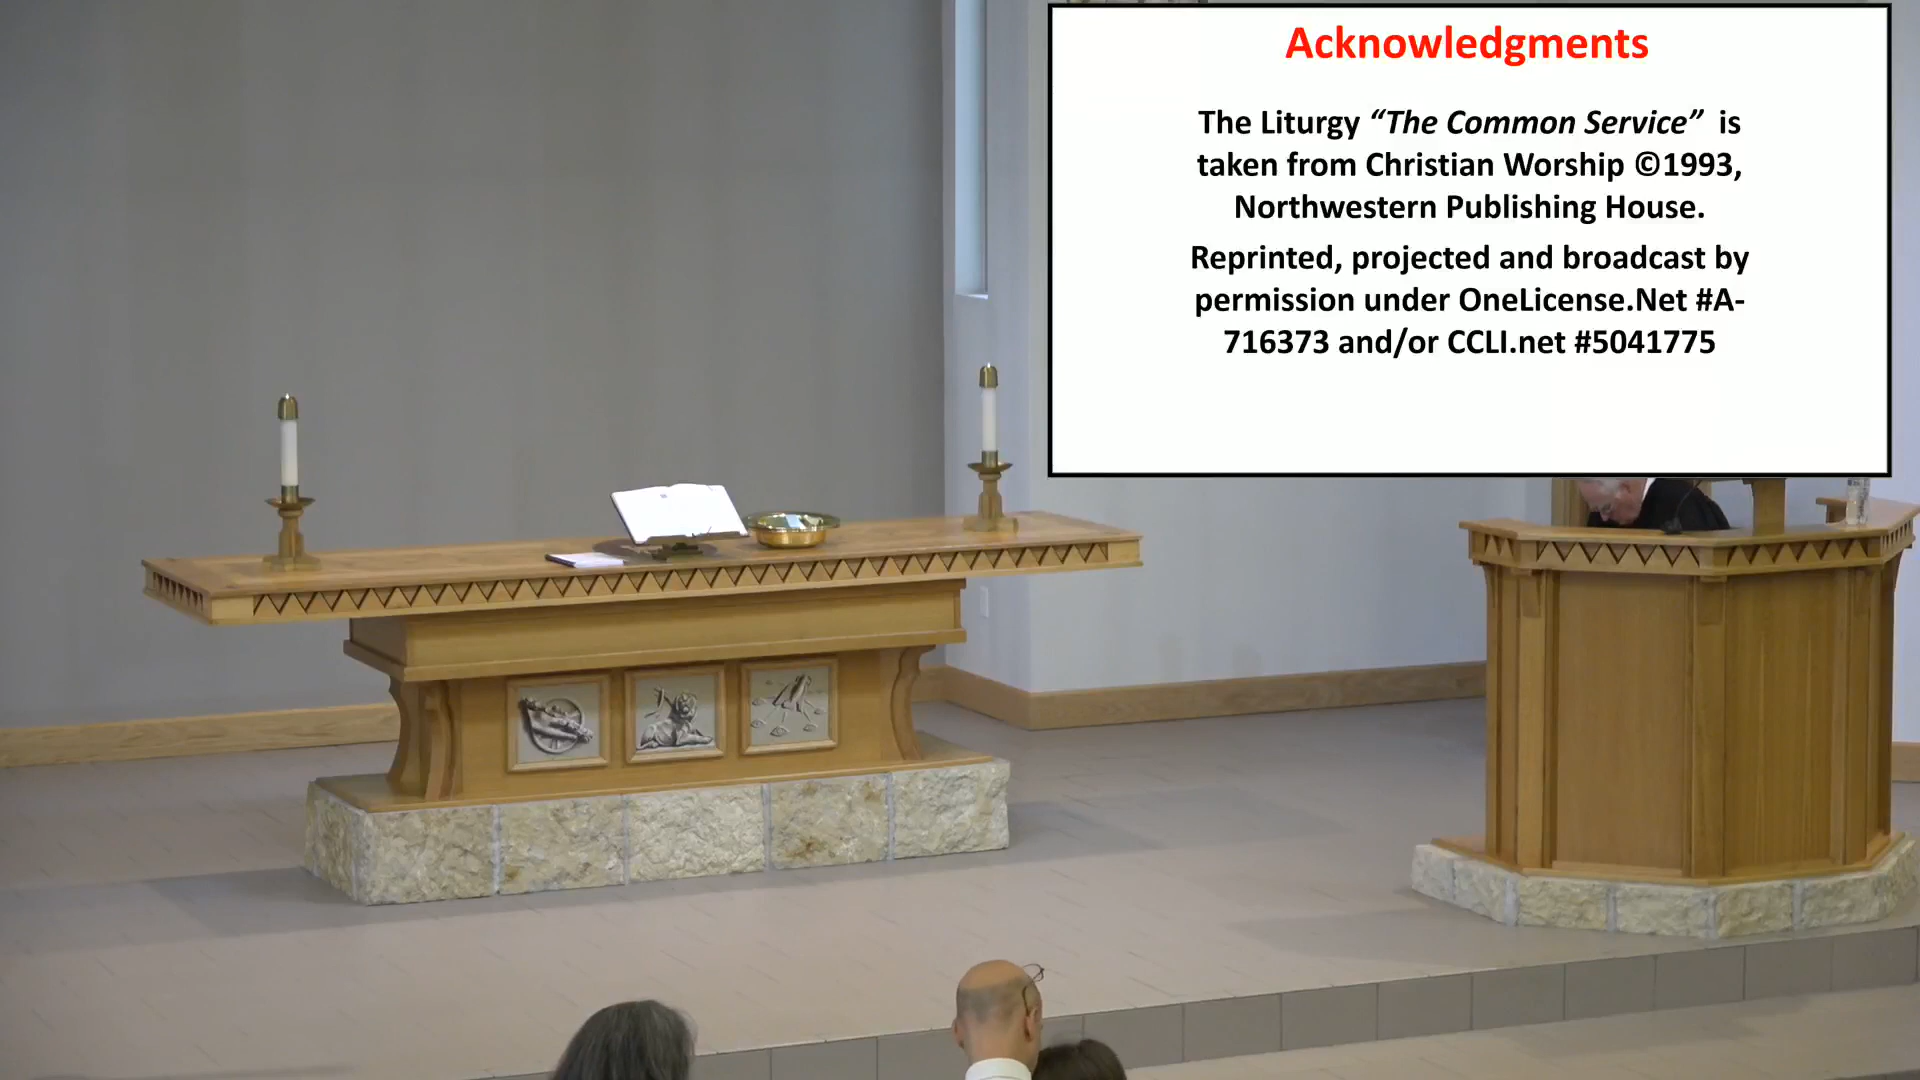 Acknowledgments
The Liturgy “The Common Service” is
taken from Christian Worship ©1993,
Northwestern Publishing House.
Reprinted, projected and broadcast by
permission under OneLicense.Net #A-
716373 and/or CCLI.net #5041775